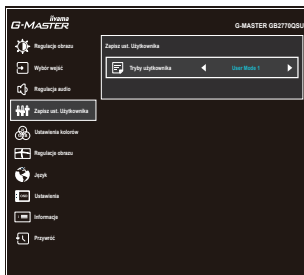 iiyama
G-MASTER
G-MASTER GB2770QSU
Regulacje obrazu
Zapisz ust. Użytkownika
Wybór wejść
Tryby użytkownika
User Mode 1
Regulacja audio
Zapisz ust. Użytkownika
Ustawienia kolorów
Regulacja obrazu
Język
Ustawienia
Informacje
Przywróć